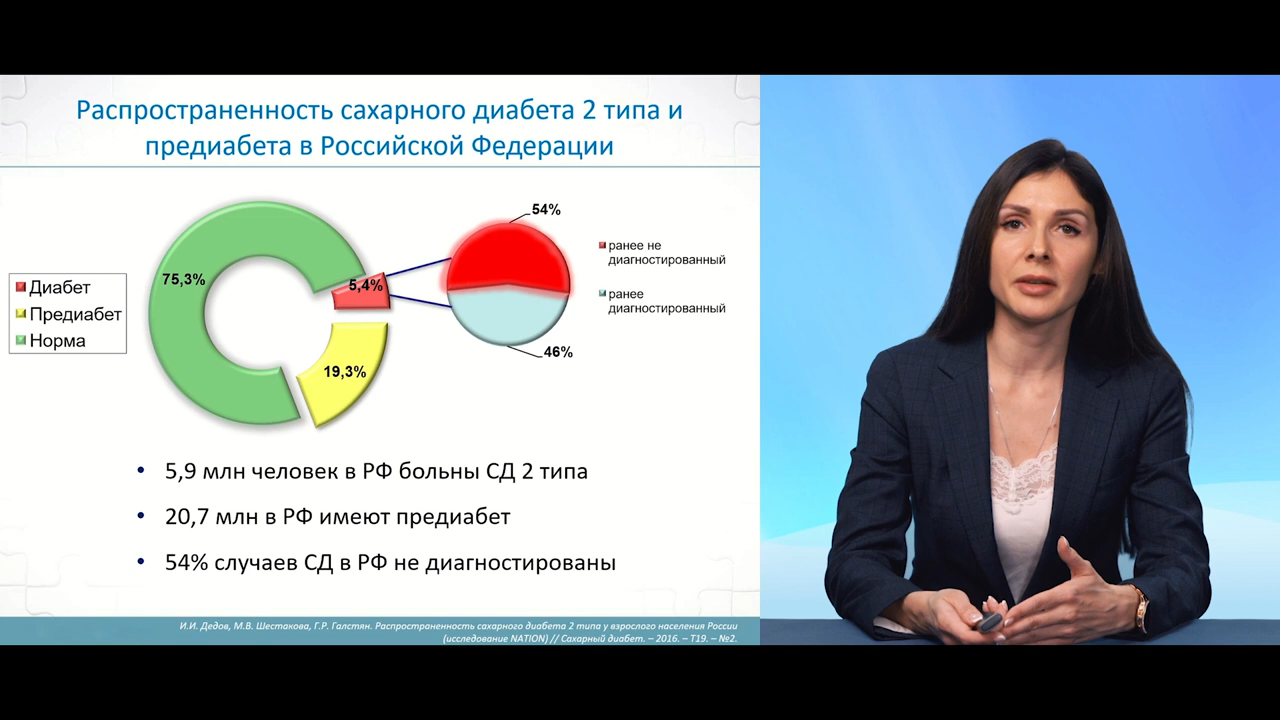 Распространенность сахарного диабета 2 типа и
предиабета в Российской Федерации
Диабет
Предиабет
Норма
75,3%
5,4%
19,3%
54%
46%
ранее не
диагностированный
ранее
диагностированный
• 5,9 млн человек в РФ больны СД 2 типа
• 20,7 млн в РФ имеют предиабет
• 54% случаев СД в РФ не диагностированы
И.И. Дедов, М.В. Шестакова, Г.Р. Галстян. Распространенность сахарного диабета 2 типа у взрослого населения России
(исследование NATION) // Сахарный диабет. – 2016. – Т19. – №2.